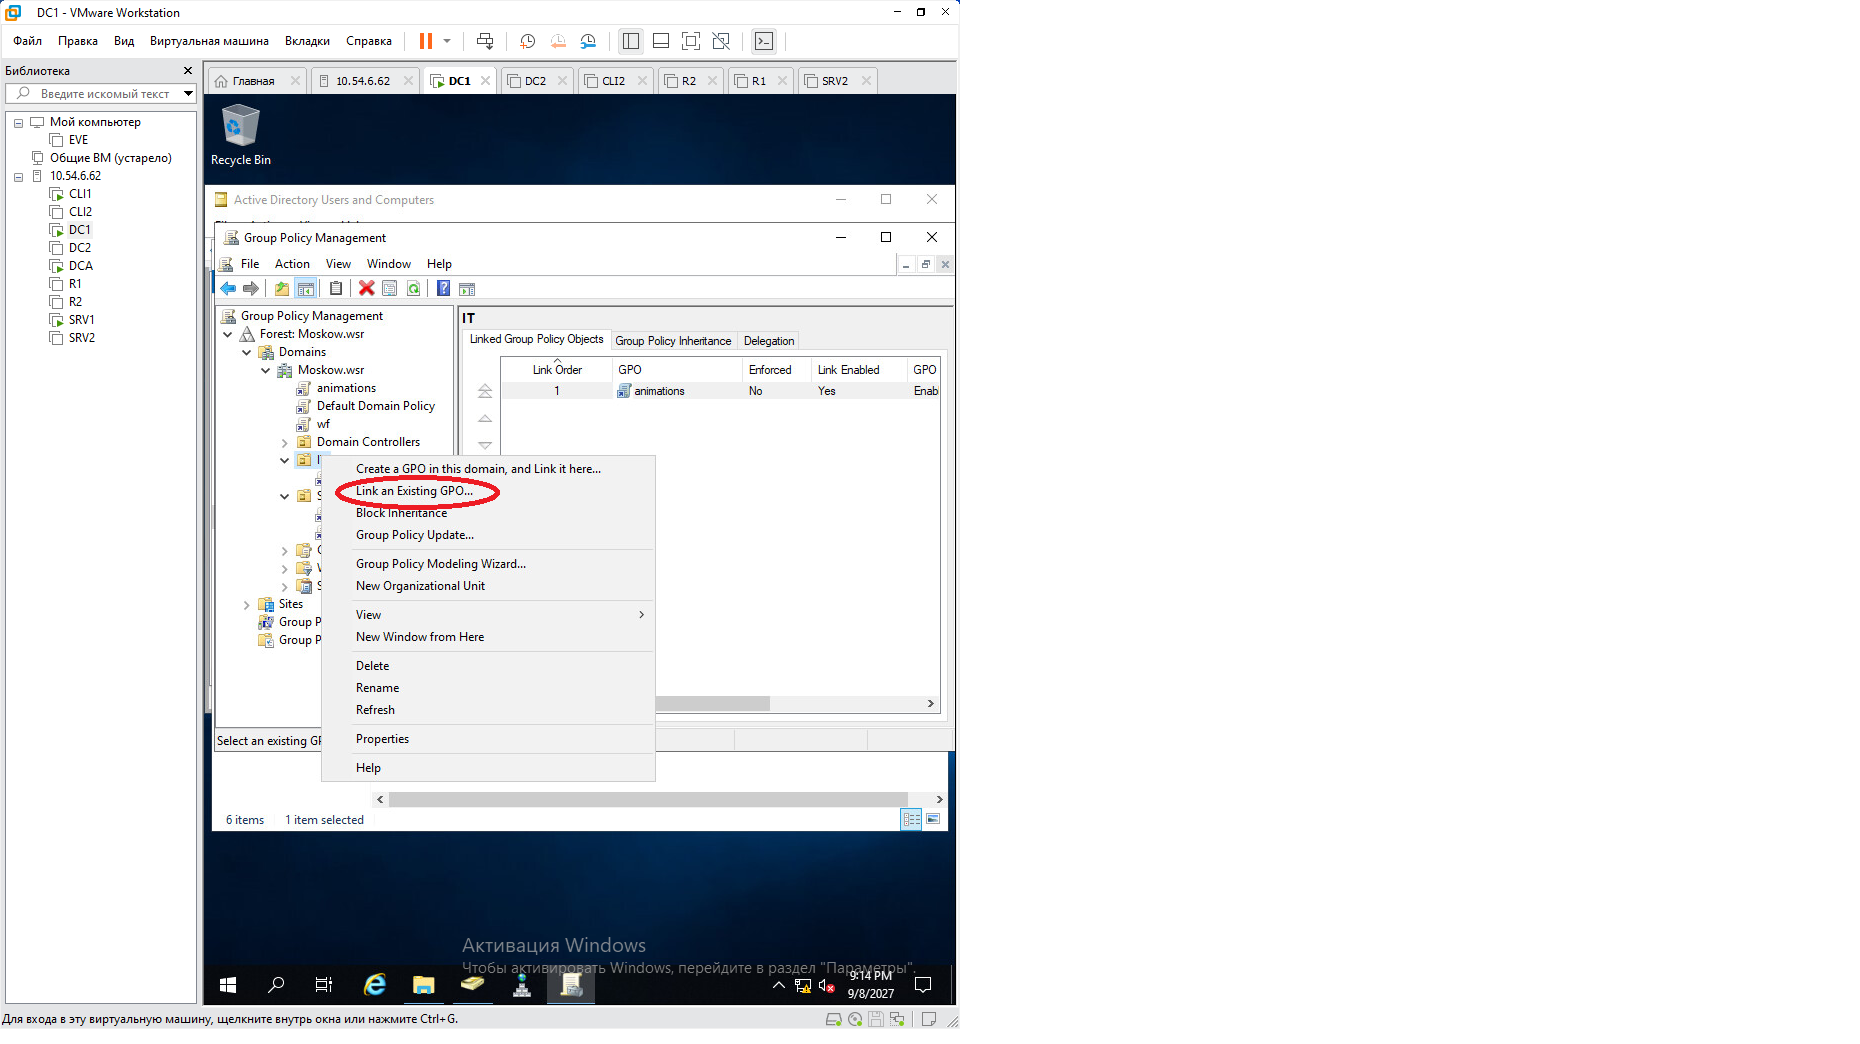 DC1 - VMware Workstation
Файл Правка Вид Виртуальная машина Вкладки Справка
Библиотека
Введите искомый текст
Мой компьютер
EVE
Общие ВМ (устарело)
10.54.6.62
CLI1
CLI2
DC1
DC2
DCA
R1
R2
SRV1
SRV2
Главная 10.54.6.62 DC1 DC2 CLI2 R2 R1 SRV2
Recycle Bin
Active Directory Users and Computers
Group Policy Management
File Action View Window Help
Group Policy Management
Forest: Moskow.wsr
Domains
Moskow.wsr
animations
Default Domain Policy
wf
Domain Controllers
I
S
Sites
Group P
Group P
IT
Linked Group Policy Objects Group Policy Inheritance Delegation
Link Order GPO Enforced Link Enabled GPO
1 animations No Yes Enab
Create a GPO in this domain, and Link it here...
Link an Existing GPO...
Block Inheritance
Group Policy Update...
Group Policy Modeling Wizard...
New Organizational Unit
View
New Window from Here
Delete
Rename
Refresh
Properties
Help
Select an existing GP
6 items 1 item selected
Активация Windows
Чтобы активировать Windows, перейдите в раздел "Параметры".
9:14 PM
9/8/2027
Для входа в эту виртуальную машину, щелкните внутрь окна или нажмите Ctrl+G.